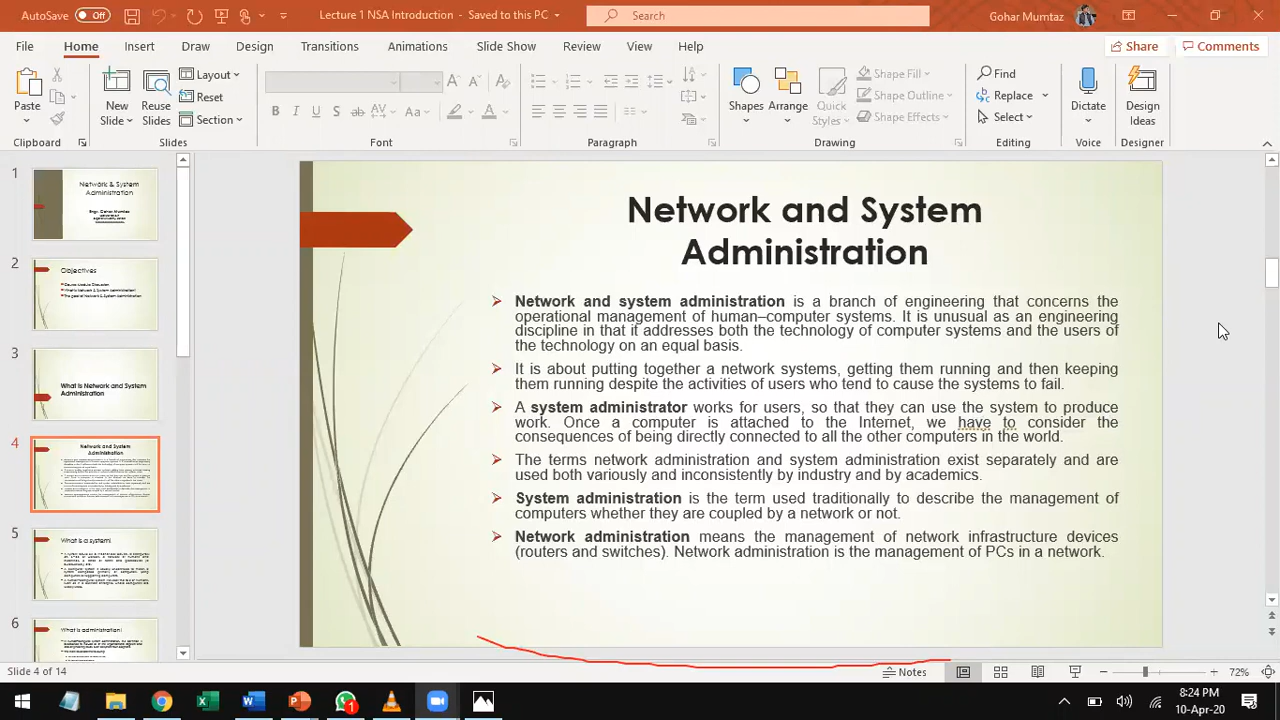 AutoSave Off Lecture 1 NSA Introduction - Saved to this PC Search Gohar Mumtaz
File Home Insert Draw Design Transitions Animations Slide Show Review View Help Share Comments
Paste New Slide Reuse Slides Layout Reset Section Shapes Arrange Quick Styles Shape Fill Shape Outline Shape Effects Find Replace Select Dictate Design Ideas
Clipboard Slides Font Paragraph Drawing Editing Voice Designer
1
Network & System
Administration
2
Objectives
3
What is Network and System
Administration
4
Network and System
Administration
5
What is a system?
6
What is administration?
Network and System
Administration
Network and system administration is a branch of engineering that concerns the
operational management of human–computer systems. It is unusual as an engineering
discipline in that it addresses both the technology of computer systems and the users of
the technology on an equal basis.
It is about putting together a network systems, getting them running and then keeping
them running despite the activities of users who tend to cause the systems to fail.
A system administrator works for users, so that they can use the system to produce
work. Once a computer is attached to the Internet, we have to consider the
consequences of being directly connected to all the other computers in the world.
The terms network administration and system administration exist separately and are
used both variously and inconsistently by industry and by academics.
System administration is the term used traditionally to describe the management of
computers whether they are coupled by a network or not.
Network administration means the management of network infrastructure devices
(routers and switches). Network administration is the management of PCs in a network.
Slide 4 of 14 Notes 72%
8:24 PM
10-Apr-20